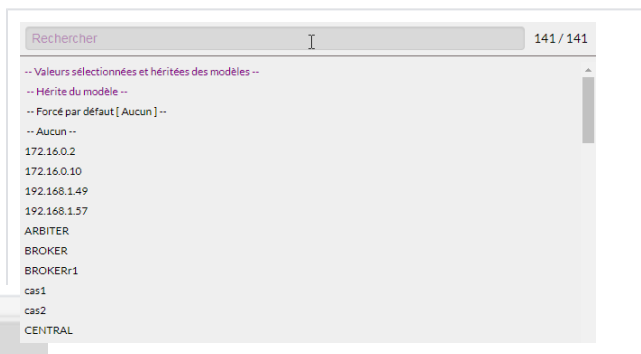 Rechercher 141 / 141
-- Valeurs sélectionnées et héritées des modèles --
-- Hérite du modèle --
-- Forcé par défaut [ Aucun ] --
-- Aucun --
172.16.0.2
172.16.0.10
192.168.1.49
192.168.1.57
ARBITER
BROKER
BROKERr1
cas1
cas2
CENTRAL